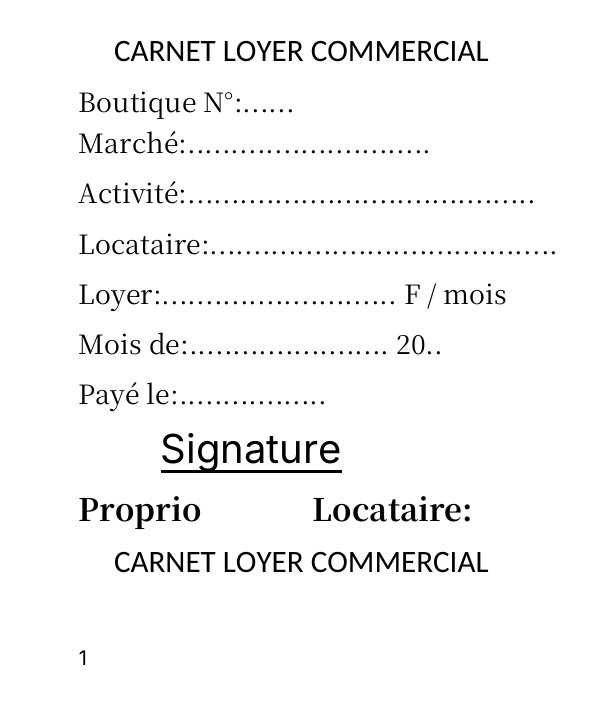 CARNET LOYER COMMERCIAL
Boutique N°:......
Marché:............................
Activité:........................................
Locataire:........................................
Loyer:........................... F / mois
Mois de:....................... 20..
Payé le:.................
Signature
Proprio Locataire:
CARNET LOYER COMMERCIAL
1